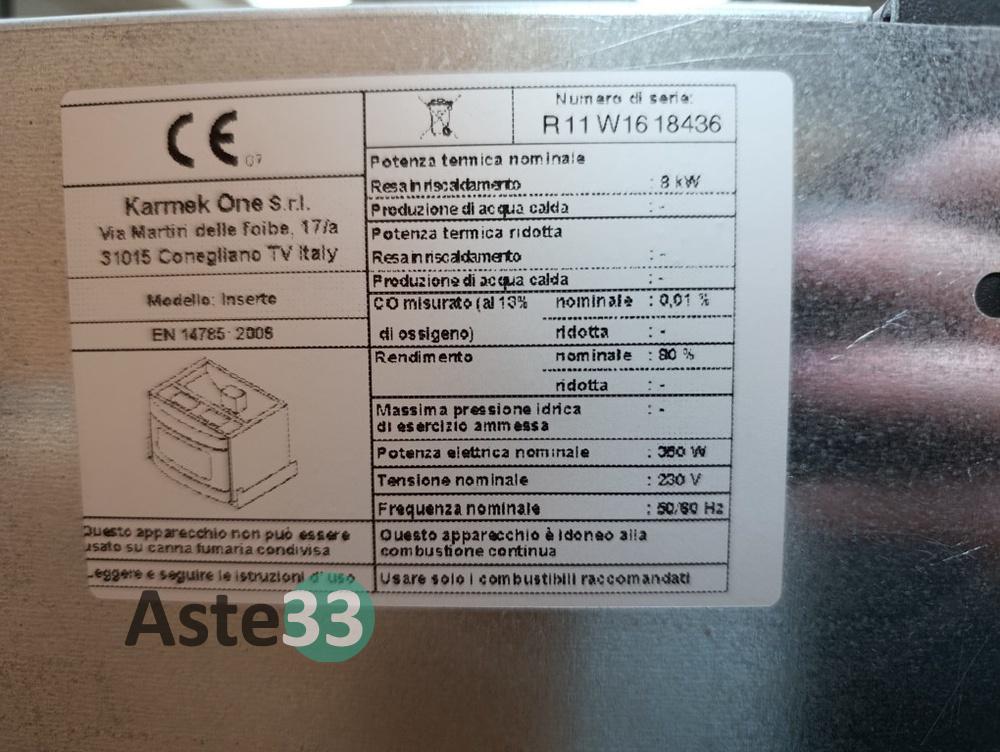 CE 07
Karmek One S.r.l.
Via Martiri delle foibe, 17/a
31015 Conegliano TV Italy
Modello: Inserto
EN 14785: 2006
Questo apparecchio non può essere
usato su canna fumaria condivisa
Leggere e seguire le istruzioni d' uso
Numero di serie:
R11W1618436
Potenza termica nominale
Resa in riscaldamento : 8 kW
Produzione di acqua calda : -
Potenza termica ridotta
Resa in riscaldamento : -
Produzione di acqua calda : -
CO misurato (al 13% nominale : 0,01 %
di ossigeno) ridotta : -
Rendimento nominale : 80 %
ridotta : -
Massima pressione idrica : -
di esercizio ammessa
Potenza elettrica nominale : 350 W
Tensione nominale : 230 V
Frequenza nominale : 50/60 Hz
Questo apparecchio è idoneo alla
combustione continua
Usare solo i combustibili raccomandati
Aste33